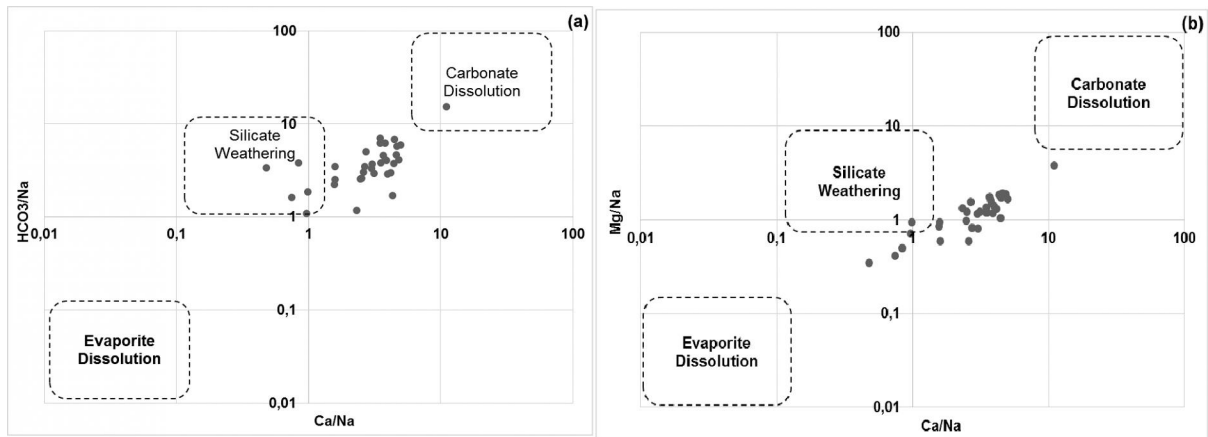 (a)
100
Carbonate
Dissolution
10
Silicate
Weathering
HCO3/Na
1
0,01
0,1
1
10
100
0,1
Evaporite
Dissolution
0,01
Ca/Na
(b)
100
Carbonate
Dissolution
10
Silicate
Weathering
Mg/Na
1
0,01
0,1
1
10
100
0,1
Evaporite
Dissolution
0,01
Ca/Na